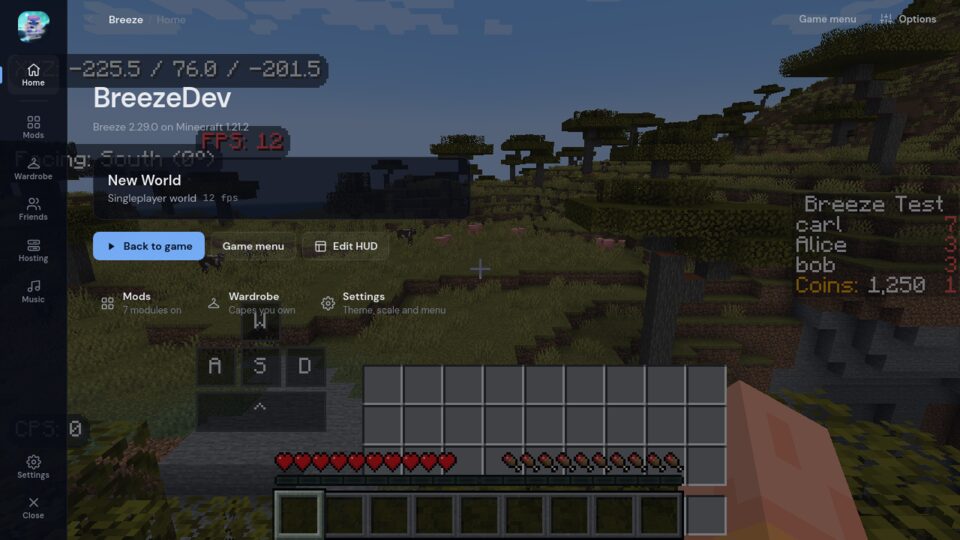 Breeze / Home
Game menu
Options
Home
-225.5 / 76.0 / -201.5
BreezeDev
Mods
Breeze 2.29.0 on Minecraft 1.21.2
FPS: 12
Facing: South (0°)
Wardrobe
New World
Singleplayer world 12 fps
Friends
Breeze Test
carl 7
Alice 3
bob 3
Coins: 1,250 1
Back to game
Game menu
Edit HUD
Hosting
Music
Mods
7 modules on
Wardrobe
Capes you own
Settings
Theme, scale and menu
W
A S D
^
CPS: 0
Settings
Close